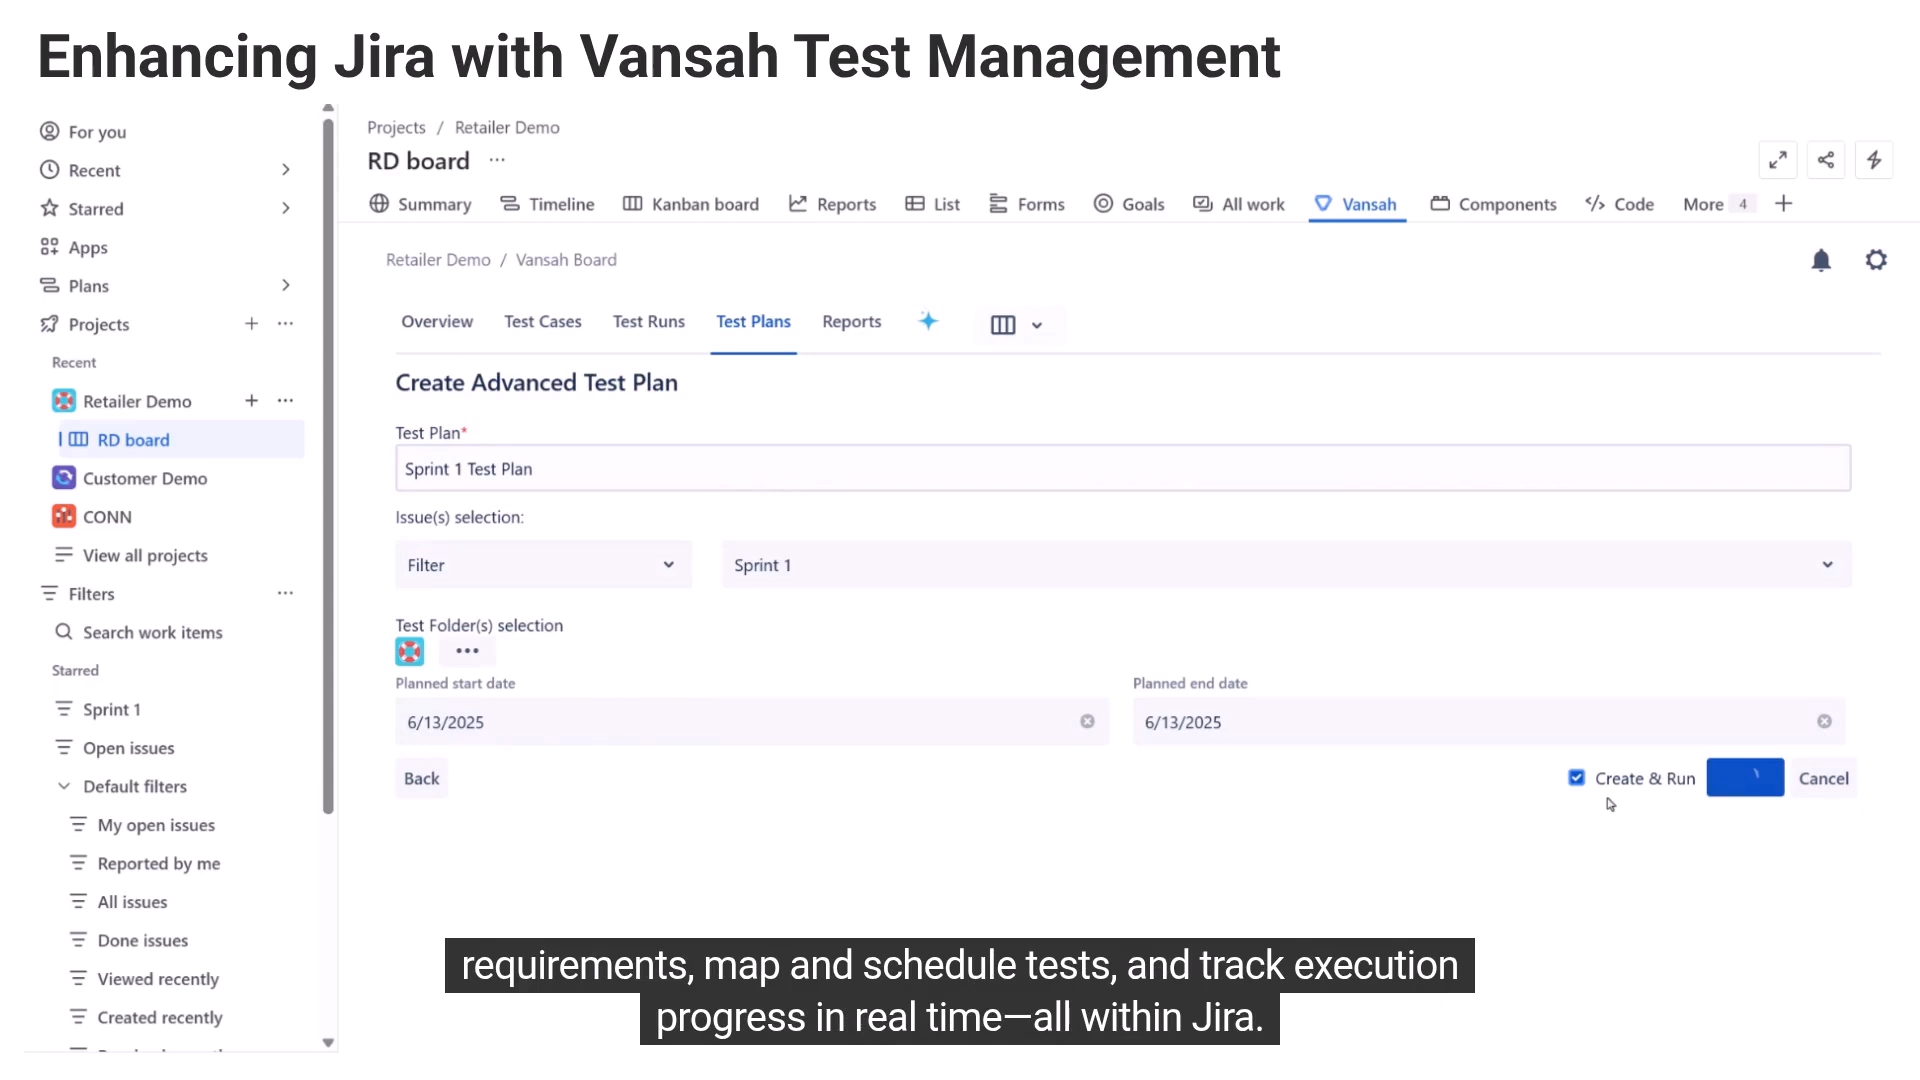 Enhancing Jira with Vansah Test Management
For you
Recent
Starred
Apps
Plans
Projects
Recent
Retailer Demo
RD board
Customer Demo
CONN
View all projects
Filters
Search work items
Starred
Sprint 1
Open issues
Default filters
My open issues
Reported by me
All issues
Done issues
Viewed recently
Created recently
Projects / Retailer Demo
RD board
Summary Timeline Kanban board Reports List Forms Goals All work Vansah Components Code More 4
Retailer Demo / Vansah Board
Overview Test Cases Test Runs Test Plans Reports
Create Advanced Test Plan
Test Plan*
Sprint 1 Test Plan
Issue(s) selection:
Filter Sprint 1
Test Folder(s) selection
Planned start date Planned end date
6/13/2025 6/13/2025
Back Create & Run Cancel
requirements, map and schedule tests, and track execution
progress in real time—all within Jira.